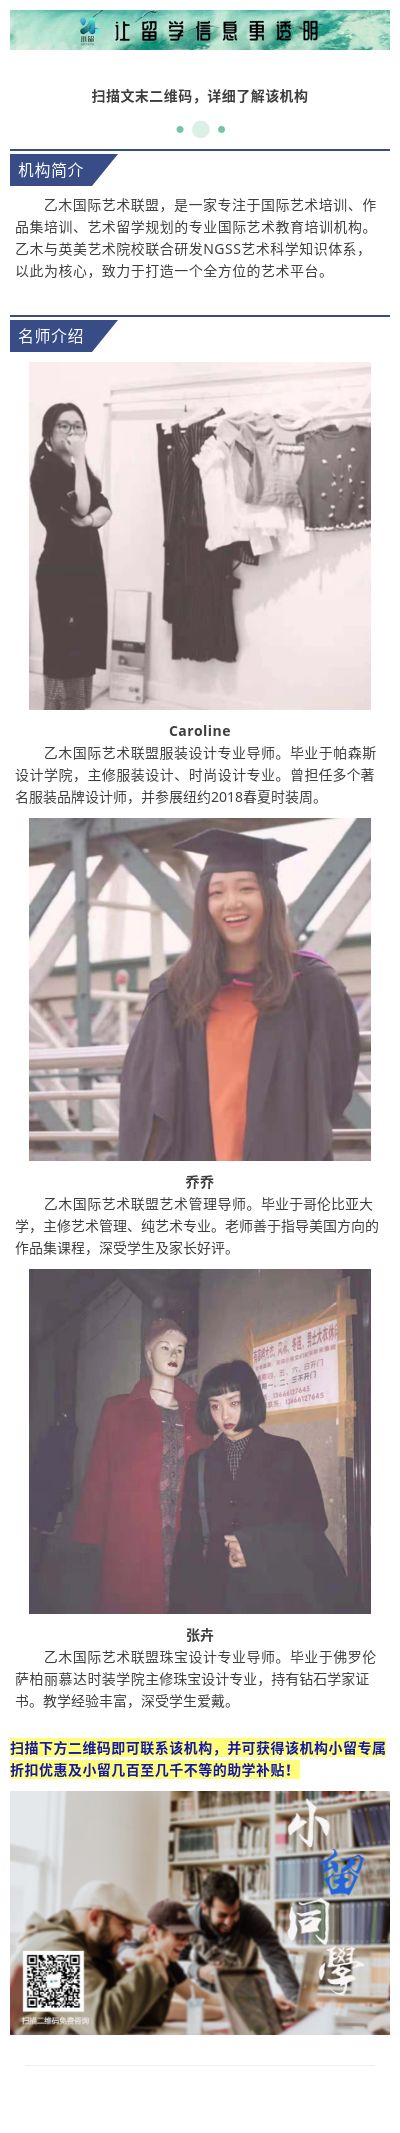 小留
让留学信息更透明
扫描文末二维码，详细了解该机构
机构简介
乙木国际艺术联盟，是一家专注于国际艺术培训、作
品集培训、艺术留学规划的专业国际艺术教育培训机构。
乙木与英美艺术院校联合研发NGSS艺术科学知识体系，
以此为核心，致力于打造一个全方位的艺术平台。
名师介绍
Caroline
乙木国际艺术联盟服装设计专业导师。毕业于帕森斯
设计学院，主修服装设计、时尚设计专业。曾担任多个著
名服装品牌设计师，并参展纽约2018春夏时装周。
乔乔
乙木国际艺术联盟艺术管理导师。毕业于哥伦比亚大
学，主修艺术管理、纯艺术专业。老师善于指导美国方向的
作品集课程，深受学生及家长好评。
张卉
乙木国际艺术联盟珠宝设计专业导师。毕业于佛罗伦
萨柏丽慕达时装学院主修珠宝设计专业，持有钻石学家证
书。教学经验丰富，深受学生爱戴。
扫描下方二维码即可联系该机构，并可获得该机构小留专属
折扣优惠及小留几百至几千不等的助学补贴！
小留同學
扫描二维码免费咨询